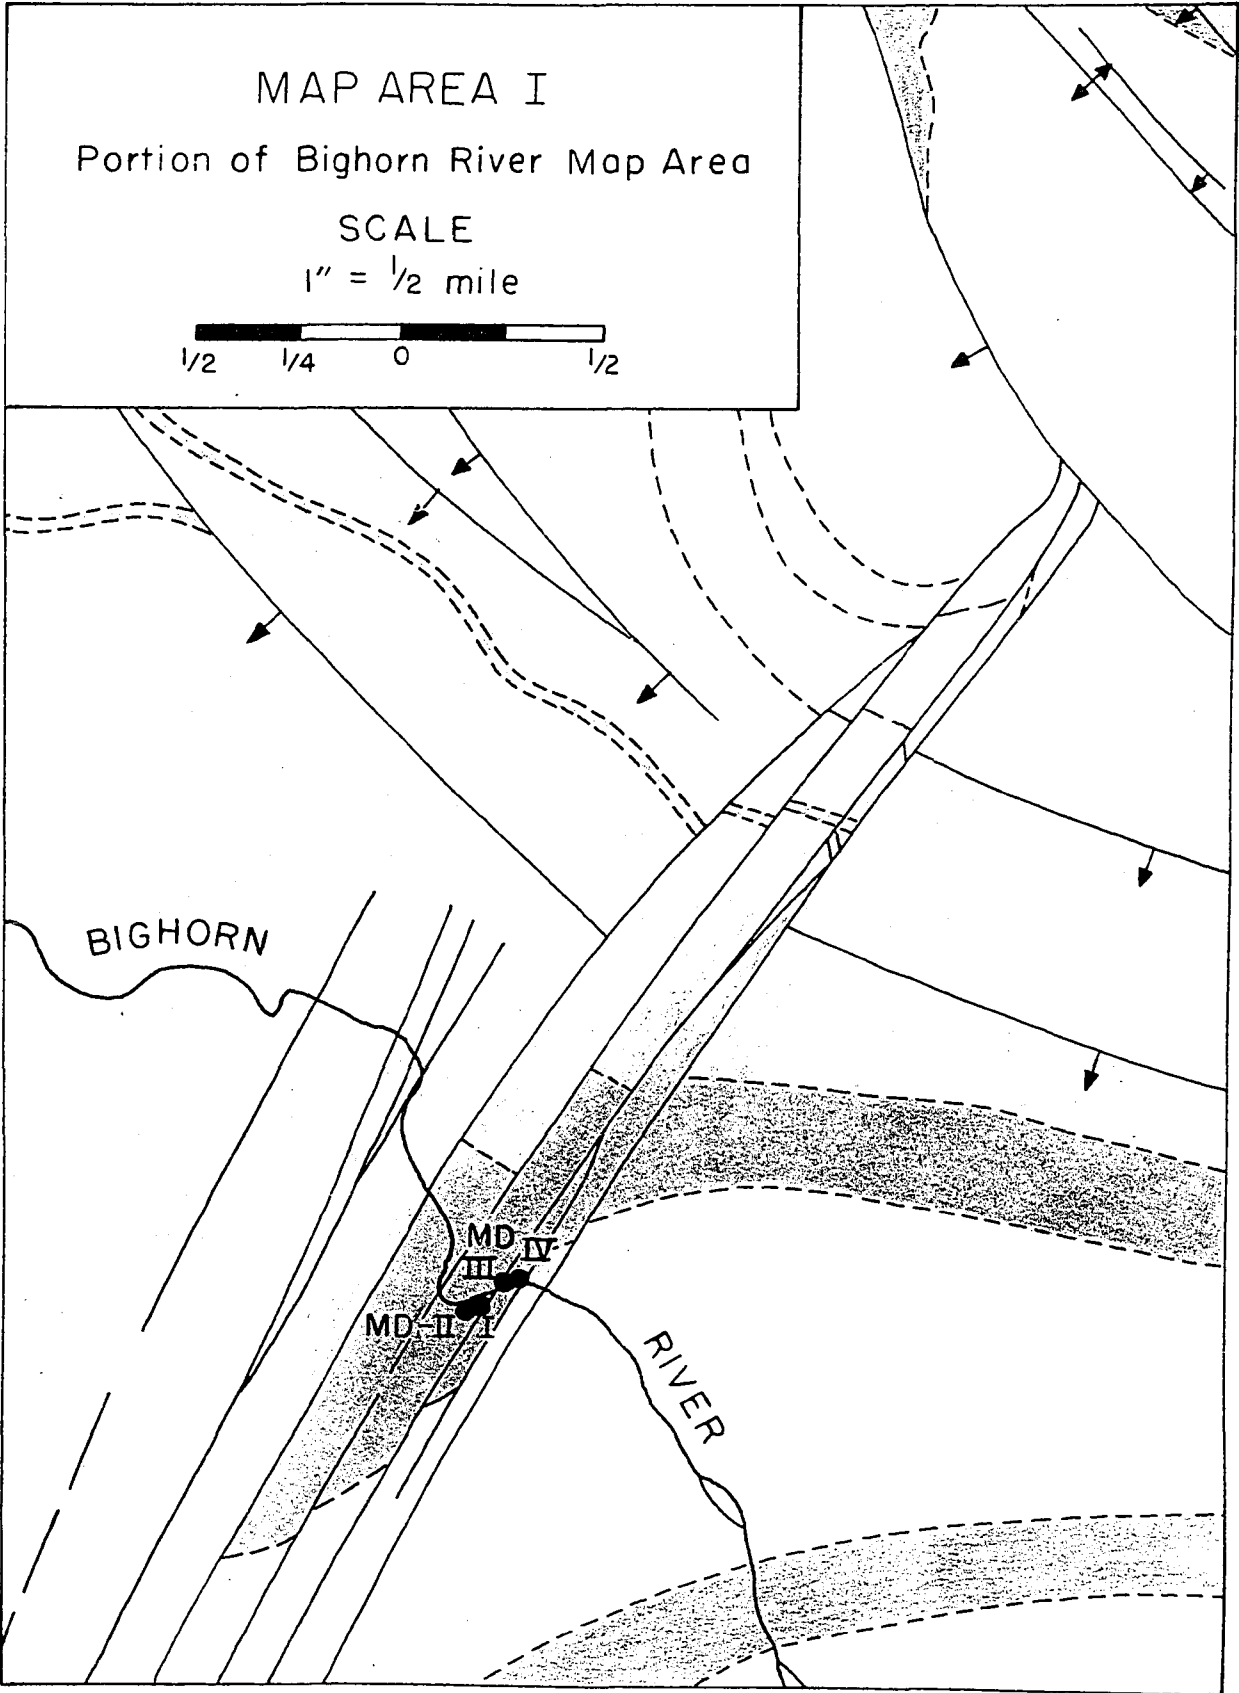 MAP AREA I
Portion of Bighorn River Map Area
SCALE
1" = 1/2 mile
1/2 1/4 0 1/2
BIGHORN
MD IV
III
MD-II I
RIVER